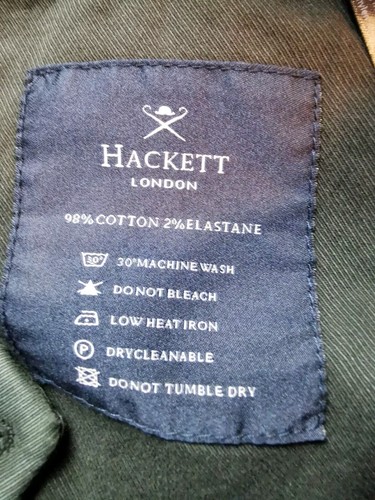 HACKETT
LONDON
98% COTTON 2% ELASTANE
30° 30° MACHINE WASH
DO NOT BLEACH
LOW HEAT IRON
P DRYCLEANABLE
DO NOT TUMBLE DRY